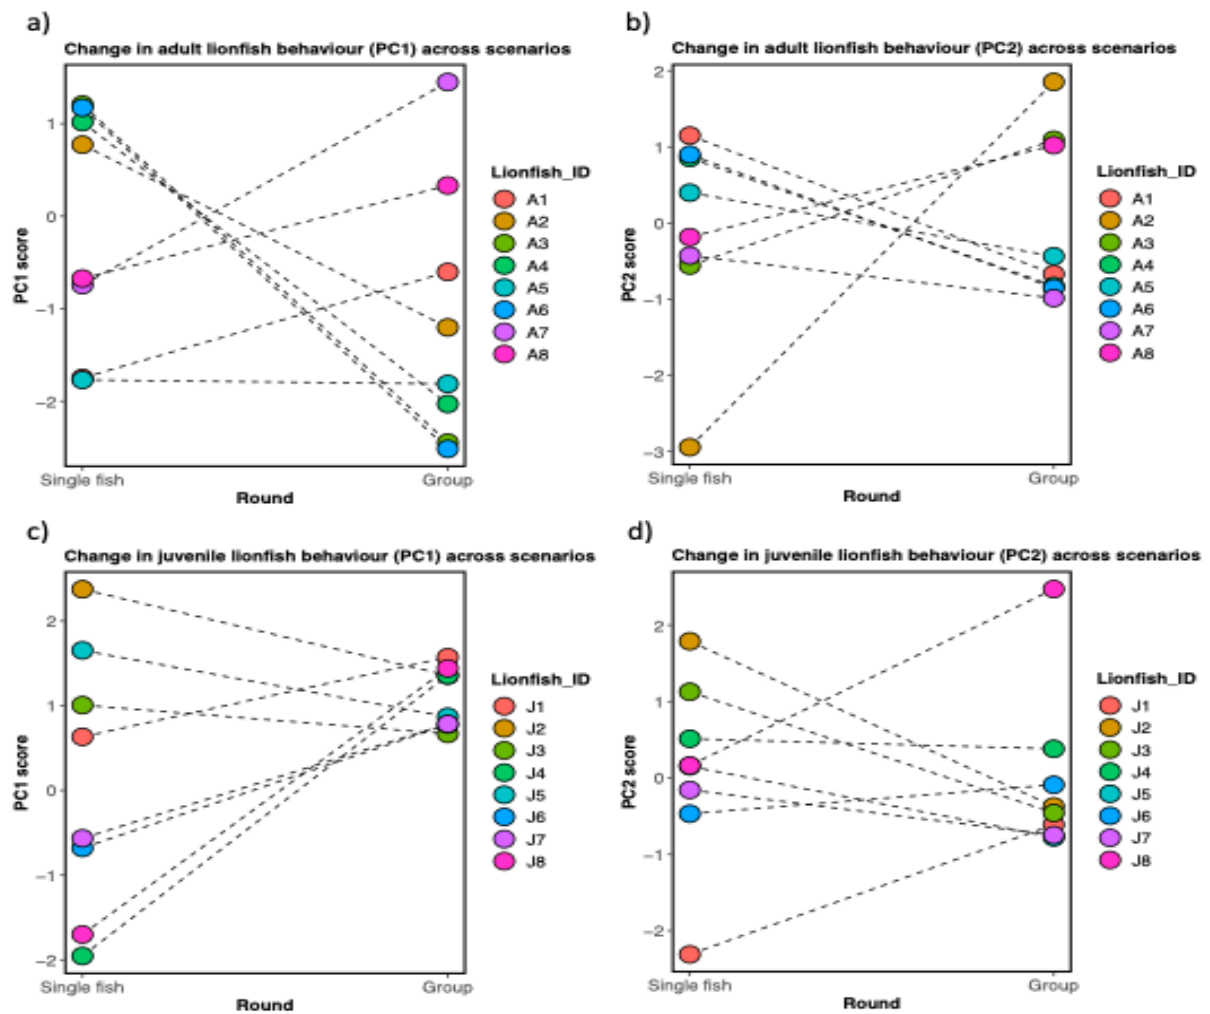 a)
Change in adult lionfish behaviour (PC1) across scenarios
1
0
−1
−2
PC1 score
Single fish
Group
Round
Lionfish_ID
A1
A2
A3
A4
A5
A6
A7
A8
b)
Change in adult lionfish behaviour (PC2) across scenarios
2
1
0
−1
−2
−3
PC2 score
Single fish
Group
Round
Lionfish_ID
A1
A2
A3
A4
A5
A6
A7
A8
c)
Change in juvenile lionfish behaviour (PC1) across scenarios
2
1
0
−1
−2
PC1 score
Single fish
Group
Round
Lionfish_ID
J1
J2
J3
J4
J5
J6
J7
J8
d)
Change in juvenile lionfish behaviour (PC2) across scenarios
2
1
0
−1
−2
PC2 score
Single fish
Group
Round
Lionfish_ID
J1
J2
J3
J4
J5
J6
J7
J8